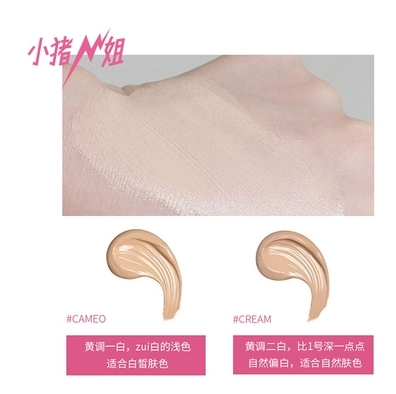 小猪N姐
#CAMEO
#CREAM
黄调一白，zui白的浅色
适合白皙肤色
黄调二白，比1号深一点点
自然偏白，适合自然肤色